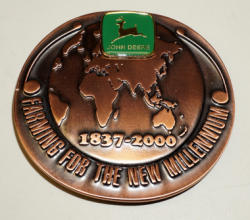 JOHN DEERE
1837-2000
FARMING FOR THE NEW MILLENNIUM